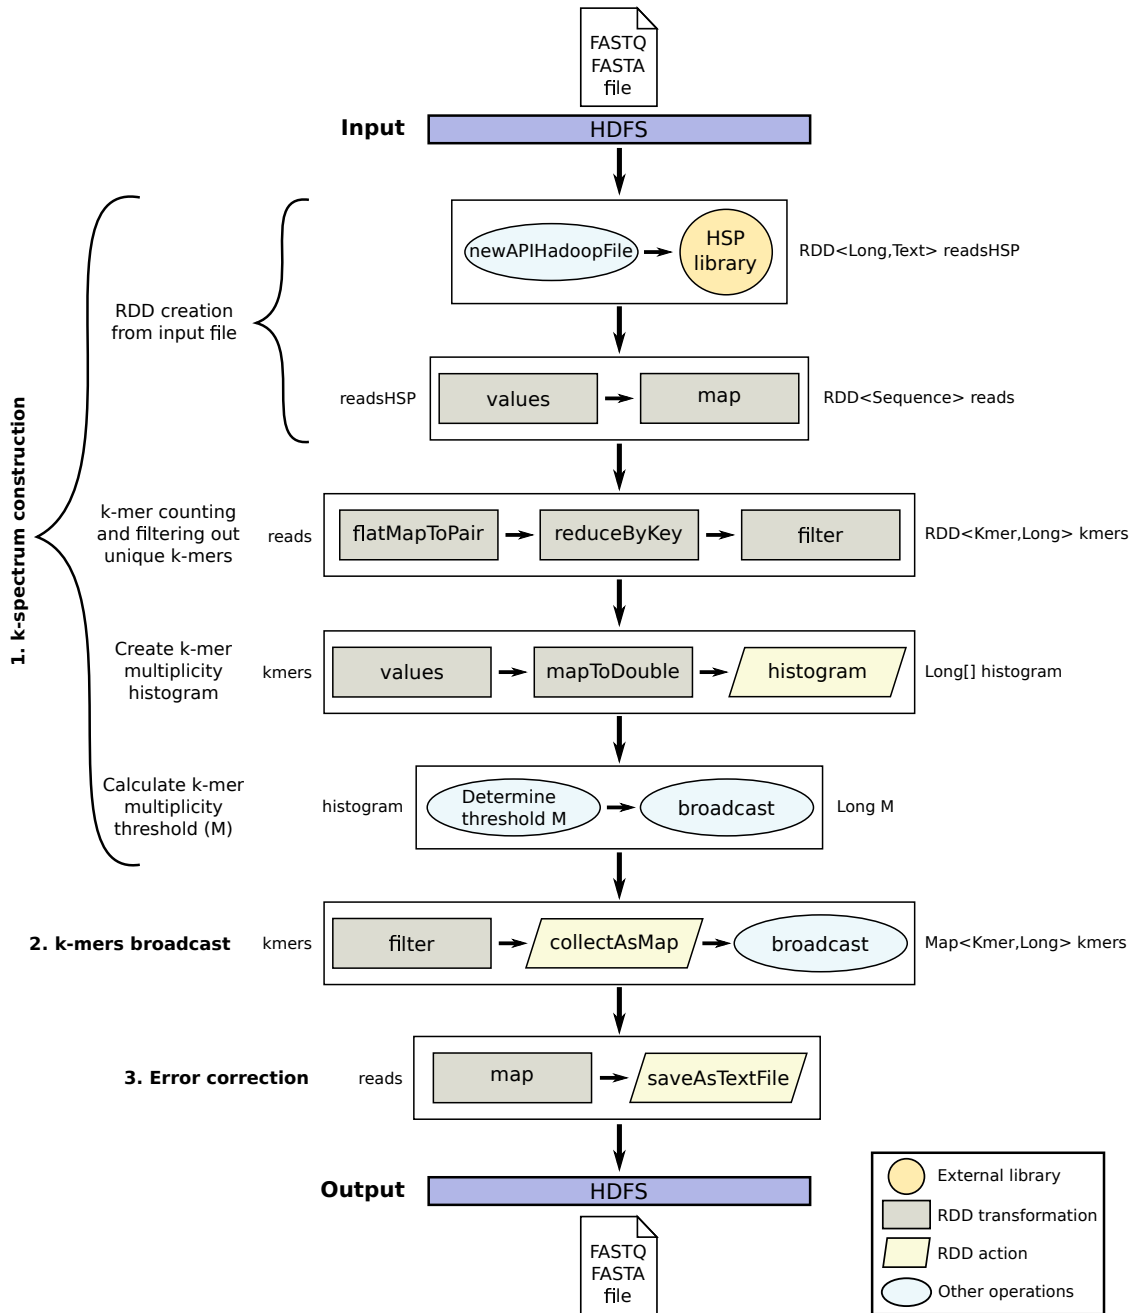 FASTQ
FASTA
file
Input
HDFS
newAPIHadoopFile
HSP
library
RDD<Long,Text> readsHSP
RDD creation
from input file
readsHSP
values
map
RDD<Sequence> reads
1. k-spectrum construction
k-mer counting
and filtering out
unique k-mers
reads
flatMapToPair
reduceByKey
filter
RDD<Kmer,Long> kmers
Create k-mer
multiplicity
histogram
kmers
values
mapToDouble
histogram
Long[] histogram
Calculate k-mer
multiplicity
threshold (M)
histogram
Determine
threshold M
broadcast
Long M
2. k-mers broadcast
kmers
filter
collectAsMap
broadcast
Map<Kmer,Long> kmers
3. Error correction
reads
map
saveAsTextFile
Output
HDFS
FASTQ
FASTA
file
External library
RDD transformation
RDD action
Other operations